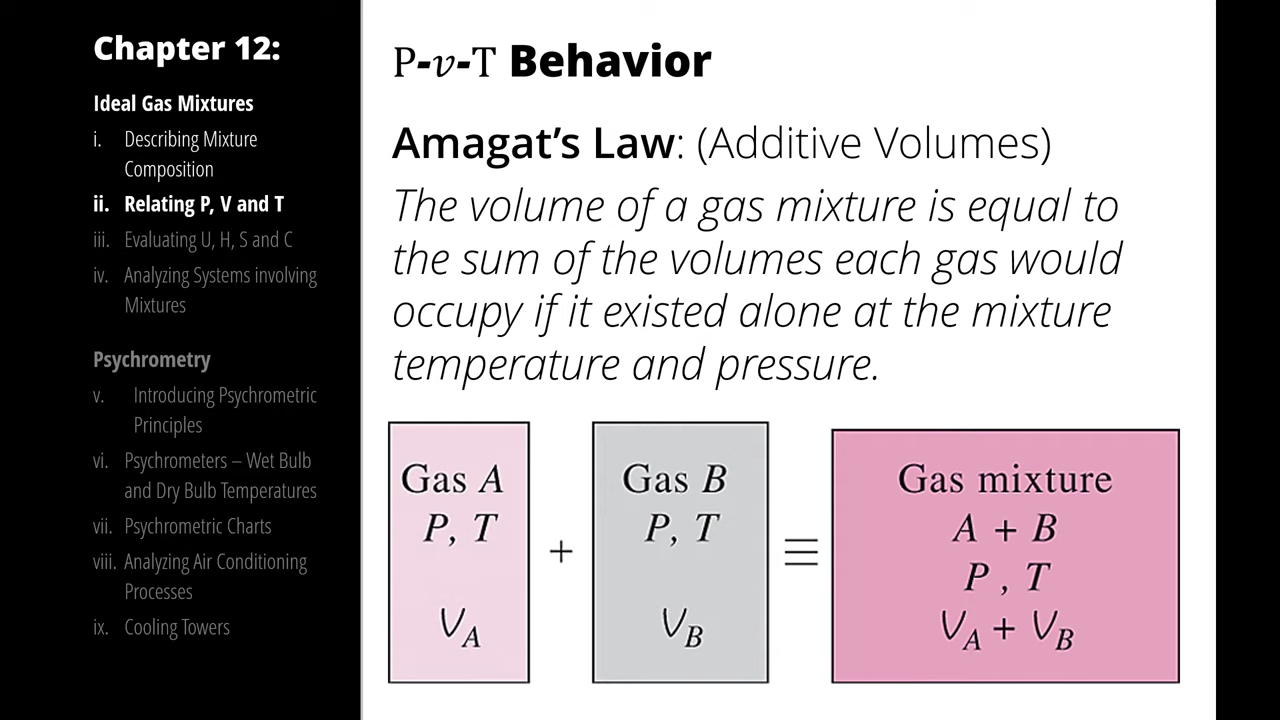 Chapter 12:
Ideal Gas Mixtures
i. Describing Mixture
Composition
ii. Relating P, V and T
iii. Evaluating U, H, S and C
iv. Analyzing Systems involving
Mixtures
Psychrometry
v. Introducing Psychrometric
Principles
vi. Psychrometers – Wet Bulb
and Dry Bulb Temperatures
vii. Psychrometric Charts
viii. Analyzing Air Conditioning
Processes
ix. Cooling Towers
P-v-T Behavior
Amagat’s Law: (Additive Volumes)
The volume of a gas mixture is equal to
the sum of the volumes each gas would
occupy if it existed alone at the mixture
temperature and pressure.
Gas A
P, T
V_A
+
Gas B
P, T
V_B
≡
Gas mixture
A + B
P , T
V_A + V_B